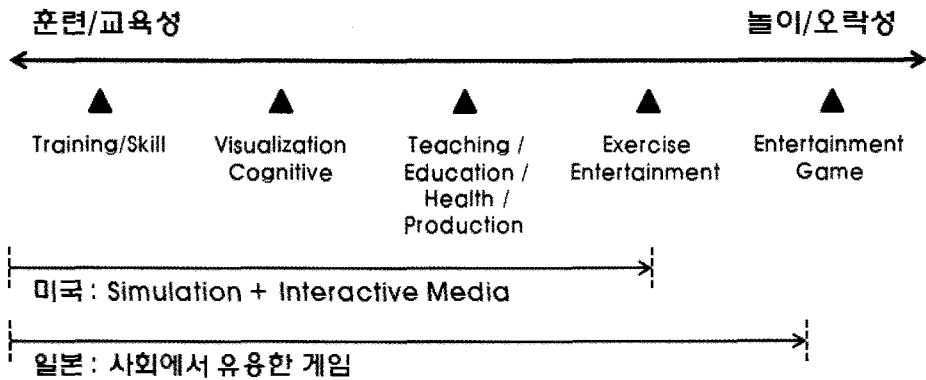 훈련/교육성 놀이/오락성
Training/Skill
Visualization
Cognitive
Teaching /
Education /
Health /
Production
Exercise
Entertainment
Entertainment
Game
미국 : Simulation + Interactive Media
일본 : 사회에서 유용한 게임